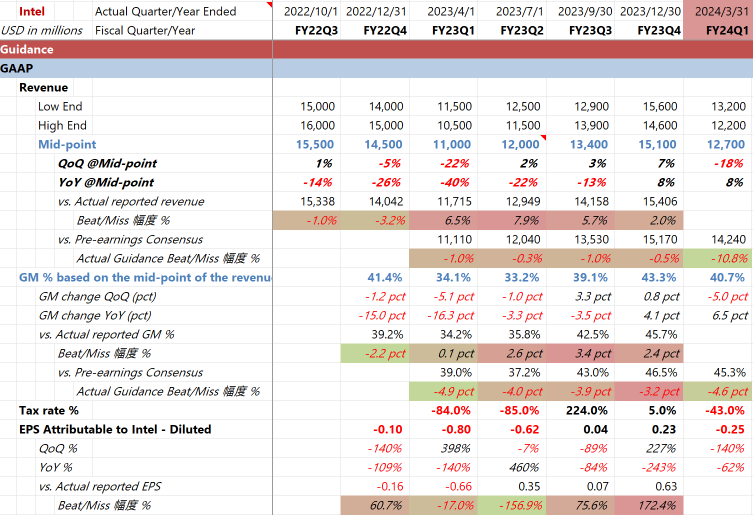 Intel Actual Quarter/Year Ended 2022/10/1 2022/12/31 2023/4/1 2023/7/1 2023/9/30 2023/12/30 2024/3/31
USD in millions Fiscal Quarter/Year FY22Q3 FY22Q4 FY23Q1 FY23Q2 FY23Q3 FY23Q4 FY24Q1
Guidance
GAAP
Revenue
Low End 15,000 14,000 11,500 12,500 12,900 15,600 13,200
High End 16,000 15,000 10,500 11,500 13,900 14,600 12,200
Mid-point 15,500 14,500 11,000 12,000 13,400 15,100 12,700
QoQ @Mid-point 1% -5% -22% 2% 3% 7% -18%
YoY @Mid-point -14% -26% -40% -22% -13% 8% 8%
vs. Actual reported revenue 15,338 14,042 11,715 12,949 14,158 15,406
Beat/Miss 幅度 % -1.0% -3.2% 6.5% 7.9% 5.7% 2.0%
vs. Pre-earnings Consensus 11,110 12,040 13,530 15,170 14,240
Actual Guidance Beat/Miss 幅度 % -1.0% -0.3% -1.0% -0.5% -10.8%
GM % based on the mid-point of the revenu 41.4% 34.1% 33.2% 39.1% 43.3% 40.7%
GM change QoQ (pct) -1.2 pct -5.1 pct -1.0 pct 3.3 pct 0.8 pct -5.0 pct
GM change YoY (pct) -15.0 pct -16.3 pct -3.3 pct -3.5 pct 4.1 pct 6.5 pct
vs. Actual reported GM % 39.2% 34.2% 35.8% 42.5% 45.7%
Beat/Miss 幅度 % -2.2 pct 0.1 pct 2.6 pct 3.4 pct 2.4 pct
vs. Pre-earnings Consensus 39.0% 37.2% 43.0% 46.5% 45.3%
Actual Guidance Beat/Miss 幅度 % -4.9 pct -4.0 pct -3.9 pct -3.2 pct -4.6 pct
Tax rate % -84.0% -85.0% 224.0% 5.0% -43.0%
EPS Attributable to Intel - Diluted -0.10 -0.80 -0.62 0.04 0.23 -0.25
QoQ % -140% 398% -7% -89% 227% -140%
YoY % -109% -140% 460% -84% -243% -62%
vs. Actual reported EPS -0.16 -0.66 0.35 0.07 0.63
Beat/Miss 幅度 % 60.7% -17.0% -156.9% 75.6% 172.4%